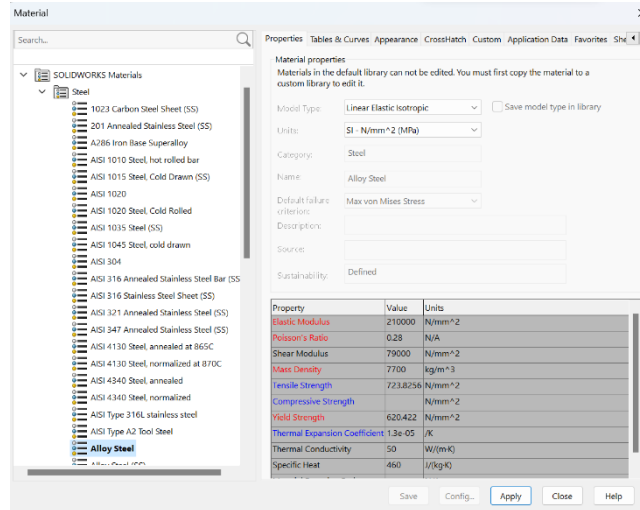 Material
Search...
SOLIDWORKS Materials
Steel
1023 Carbon Steel Sheet (SS)
201 Annealed Stainless Steel (SS)
A286 Iron Base Superalloy
AISI 1010 Steel, hot rolled bar
AISI 1015 Steel, Cold Drawn (SS)
AISI 1020
AISI 1020 Steel, Cold Rolled
AISI 1035 Steel (SS)
AISI 1045 Steel, cold drawn
AISI 304
AISI 316 Annealed Stainless Steel Bar (SS
AISI 316 Stainless Steel Sheet (SS)
AISI 321 Annealed Stainless Steel (SS)
AISI 347 Annealed Stainless Steel (SS)
AISI 4130 Steel, annealed at 865C
AISI 4130 Steel, normalized at 870C
AISI 4340 Steel, annealed
AISI 4340 Steel, normalized
AISI Type 316L stainless steel
AISI Type A2 Tool Steel
Alloy Steel
Alloy Steel (SS)
Properties Tables & Curves Appearance CrossHatch Custom Application Data Favorites She
Material properties
Materials in the default library can not be edited. You must first copy the material to a
custom library to edit it.
Model Type: Linear Elastic Isotropic Save model type in library
Units: SI - N/mm^2 (MPa)
Category: Steel
Name: Alloy Steel
Default failure criterion: Max von Mises Stress
Description:
Source:
Sustainability: Defined
Property Value Units
Elastic Modulus 210000 N/mm^2
Poisson's Ratio 0.28 N/A
Shear Modulus 79000 N/mm^2
Mass Density 7700 kg/m^3
Tensile Strength 723.8256 N/mm^2
Compressive Strength N/mm^2
Yield Strength 620.422 N/mm^2
Thermal Expansion Coefficient 1.3e-05 /K
Thermal Conductivity 50 W/(m·K)
Specific Heat 460 J/(kg·K)
Save Config... Apply Close Help